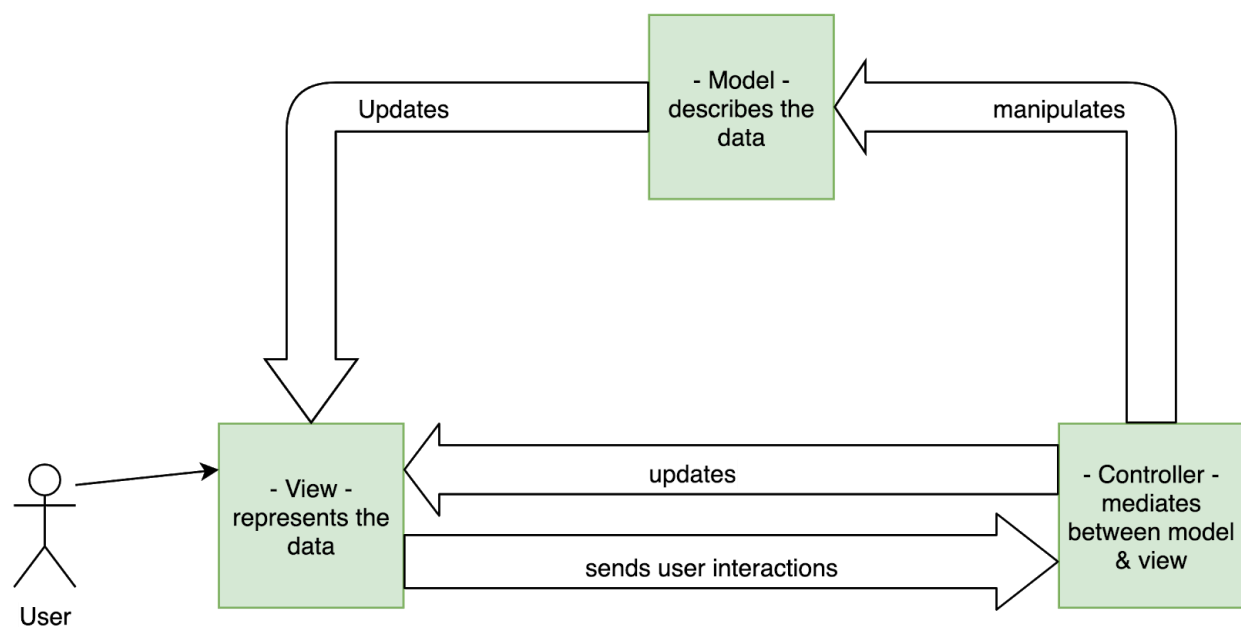 - Model -
describes the
data
Updates
manipulates
- View -
represents the
data
updates
sends user interactions
- Controller -
mediates
between model
& view
User